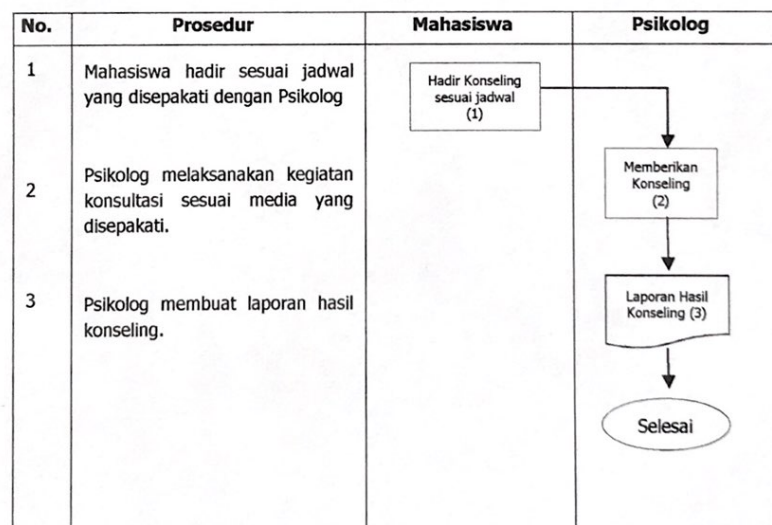 No. Prosedur Mahasiswa Psikolog
1 Mahasiswa hadir sesuai jadwal
yang disepakati dengan Psikolog
Hadir Konseling
sesuai jadwal
(1)
2 Psikolog melaksanakan kegiatan
konsultasi sesuai media yang
disepakati.
Memberikan
Konseling
(2)
3 Psikolog membuat laporan hasil
konseling.
Laporan Hasil
Konseling (3)
Selesai